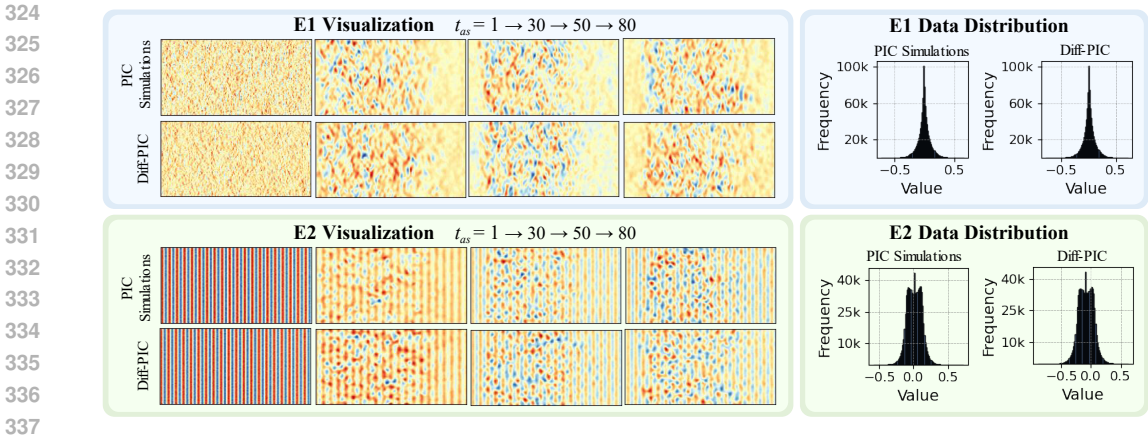 324
325
326
327
328
329
330
331
332
333
334
335
336
337
E1 Visualization t_as = 1 → 30 → 50 → 80
PIC
Simulations
Diff-PIC
E1 Data Distribution
PIC Simulations
Frequency
100k
60k
20k
−0.5
0.5
Value
Diff-PIC
Frequency
100k
60k
20k
−0.5
0.5
Value
E2 Visualization t_as = 1 → 30 → 50 → 80
PIC
Simulations
Diff-PIC
E2 Data Distribution
PIC Simulations
Frequency
40k
25k
10k
−0.5
0.0
0.5
Value
Diff-PIC
Frequency
40k
25k
10k
−0.5
0.0
0.5
Value